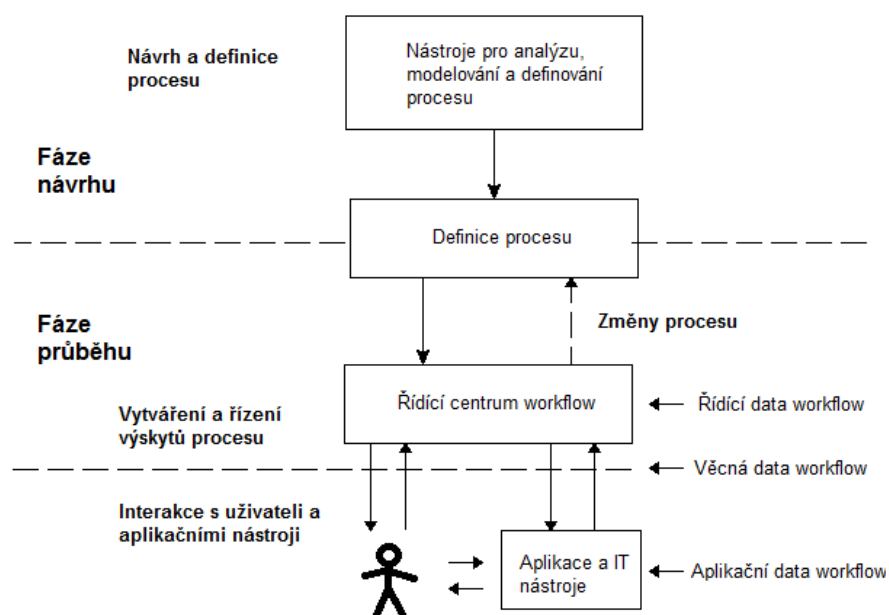 Návrh a definice
procesu
Nástroje pro analýzu,
modelování a definování
procesu
Fáze
návrhu
Definice procesu
Fáze
průběhu
Změny procesu
Vytváření a řízení
výskytů procesu
Řídící centrum workflow
Řídící data workflow
Věcná data workflow
Interakce s uživateli a
aplikačními nástroji
Aplikace a IT
nástroje
Aplikační data workflow